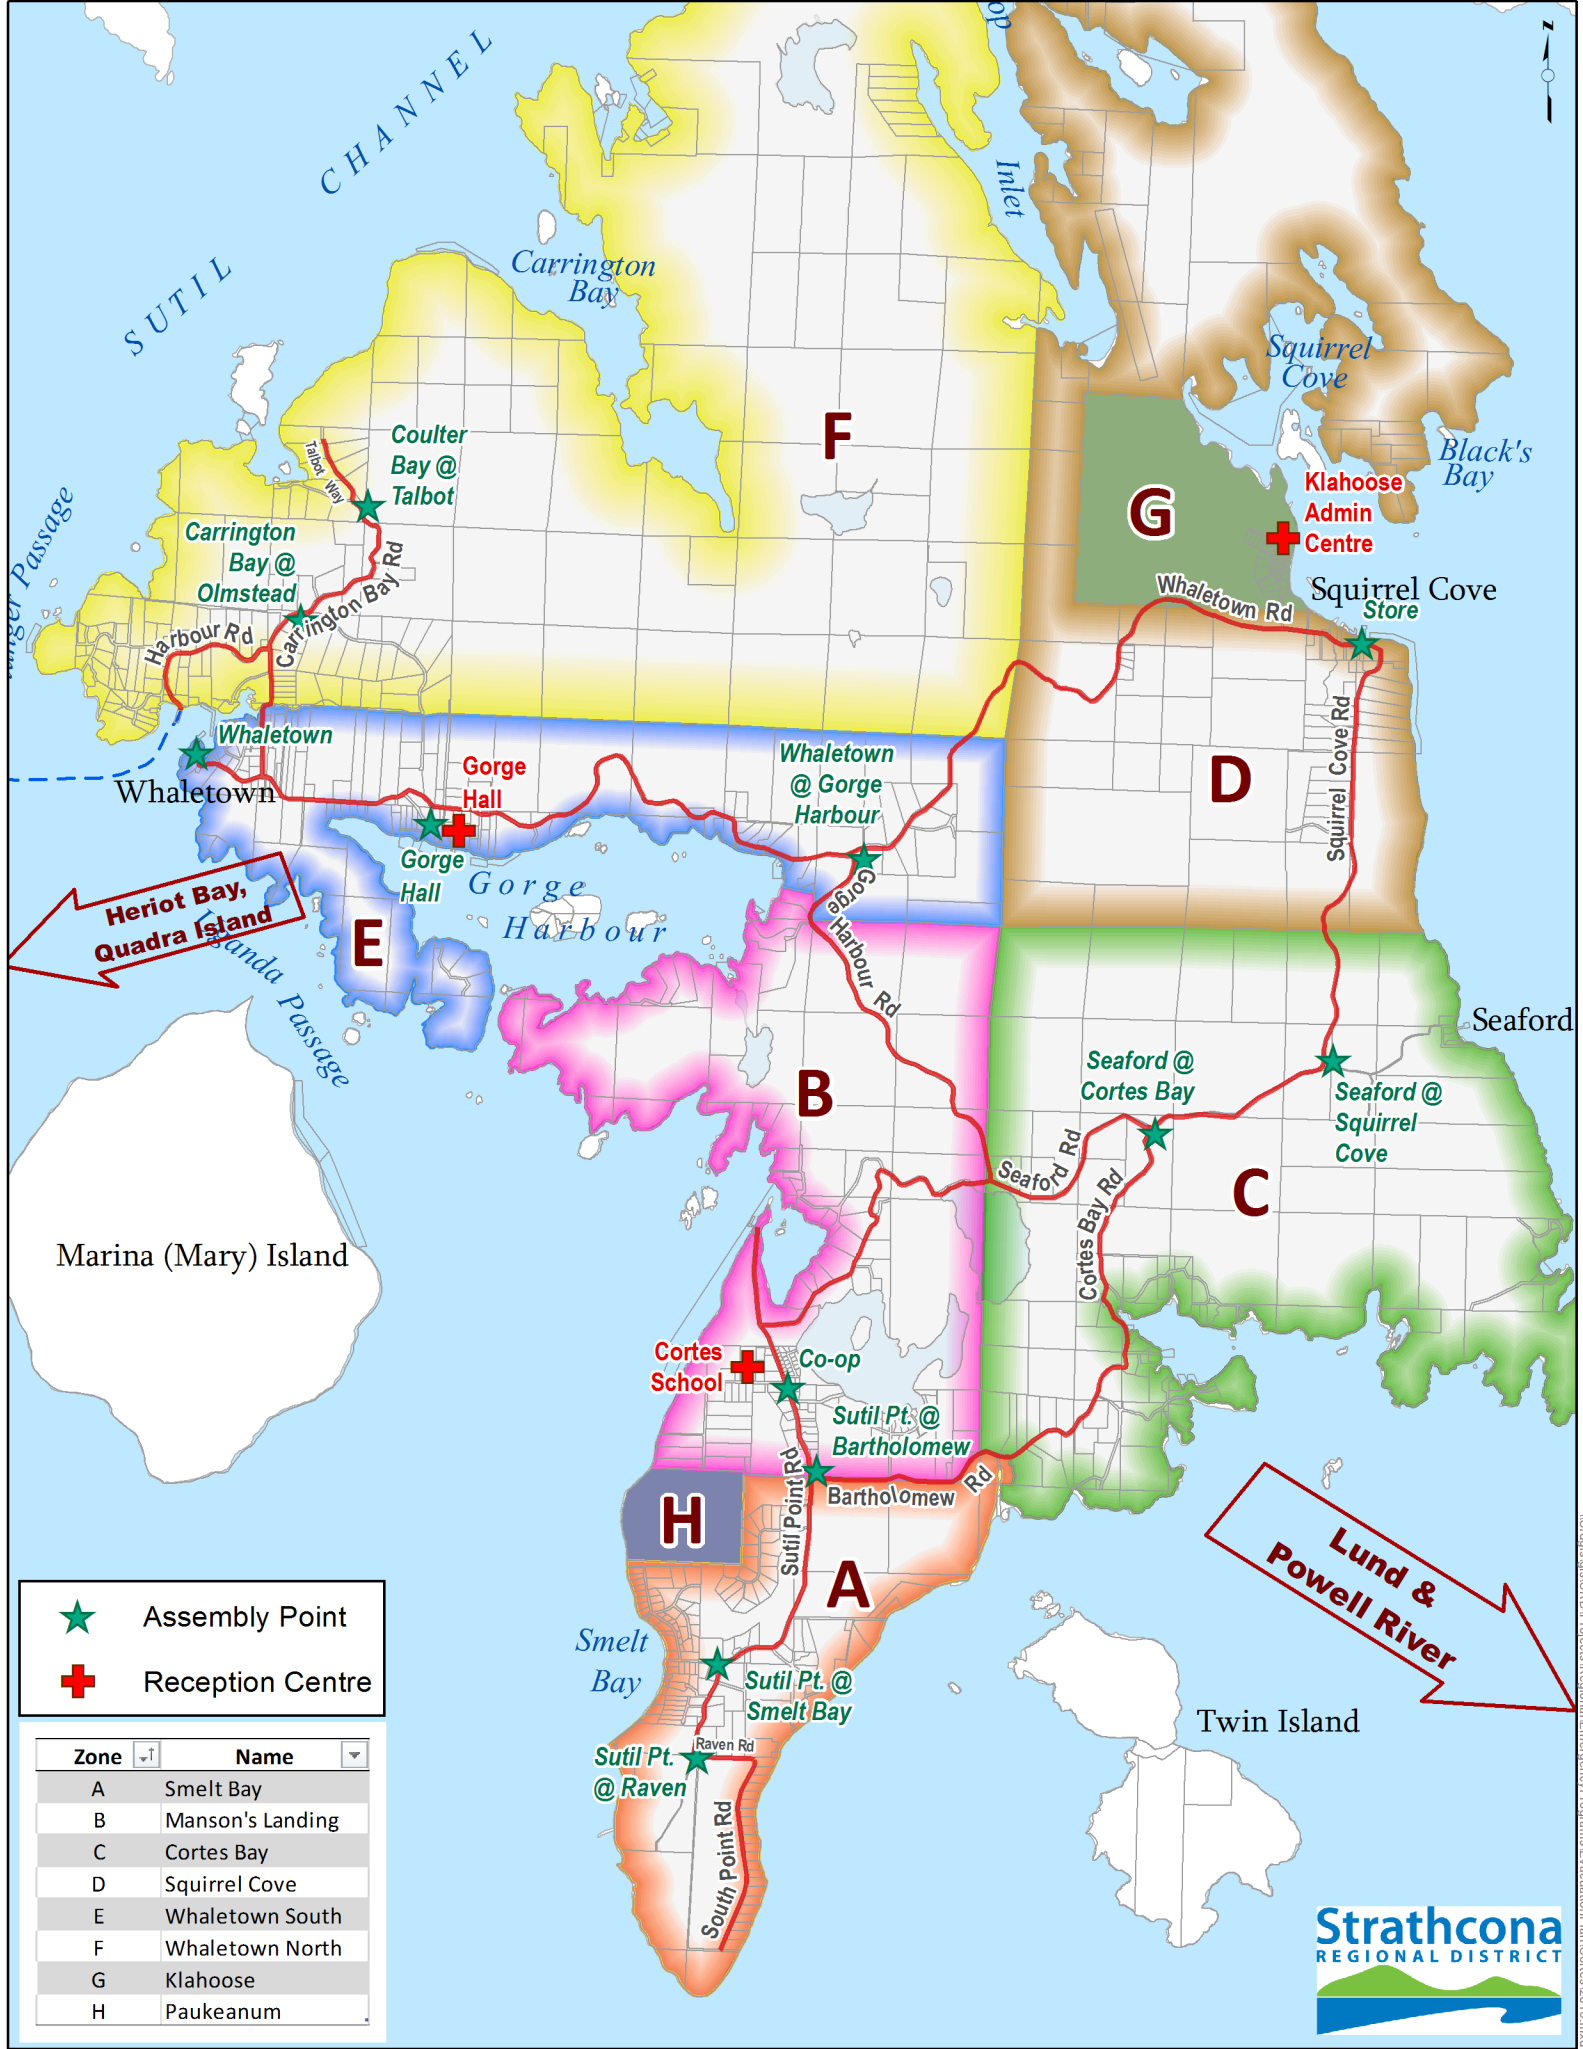 CHANNEL
SUTIL
Inlet
Carrington
Bay
Squirrel
Cove
Black's
Bay
Coulter
Bay @
Talbot
Talbot Way
F
G
Klahoose
Admin
Centre
Carrington
Bay @
Olmstead
Carrington Bay Rd
Harbour Rd
Passage
Whaletown Rd
Squirrel Cove
Store
Whaletown
Whaletown
Gorge
Hall
Gorge
Hall
Whaletown
@ Gorge
Harbour
D
Squirrel Cove Rd
Gorge
Harbour
Gorge Harbour Rd
Heriot Bay,
Quadra Island
E
Uganda Passage
Seaford
B
Seaford @
Cortes Bay
Seaford @
Squirrel
Cove
Seaford Rd
Cortes Bay Rd
C
Marina (Mary) Island
Cortes
School
Co-op
Sutil Pt. @
Bartholomew
Bartholomew Rd
Sutil Point Rd
H
A
Lund &
Powell River
Smelt
Bay
Sutil Pt. @
Smelt Bay
Raven Rd
Sutil Pt.
@ Raven
South Point Rd
Twin Island
Assembly Point
Reception Centre
Zone Name
A Smelt Bay
B Manson's Landing
C Cortes Bay
D Squirrel Cove
E Whaletown South
F Whaletown North
G Klahoose
H Paukeanum
Strathcona
REGIONAL DISTRICT